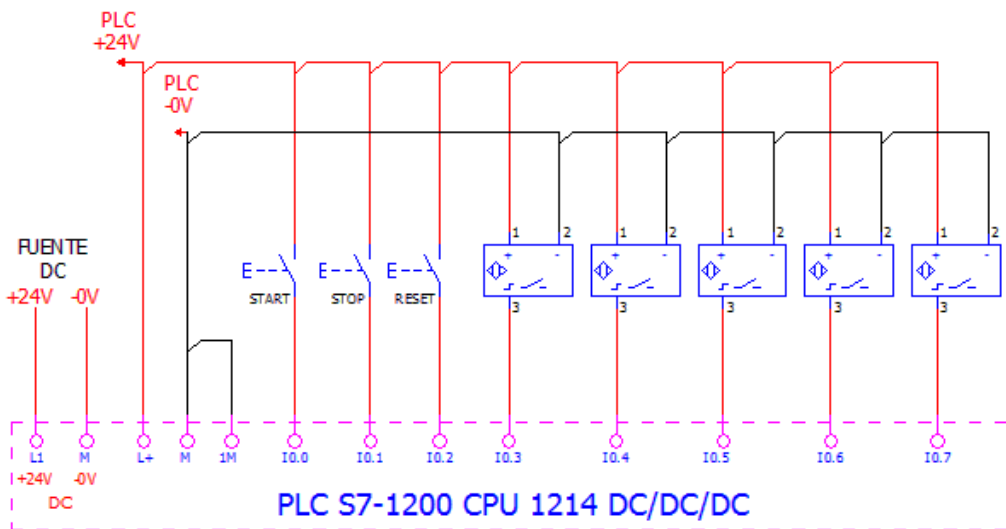 PLC
+24V
PLC
-0V
FUENTE
DC
+24V -0V
1 2 1 2 1 2 1 2 1 2
+ - + - + - + - + -
E E E
START STOP RESET
3 3 3 3 3
L1 M L+ M 1M I0.0 I0.1 I0.2 I0.3 I0.4 I0.5 I0.6 I0.7
+24V -0V
DC
PLC S7-1200 CPU 1214 DC/DC/DC